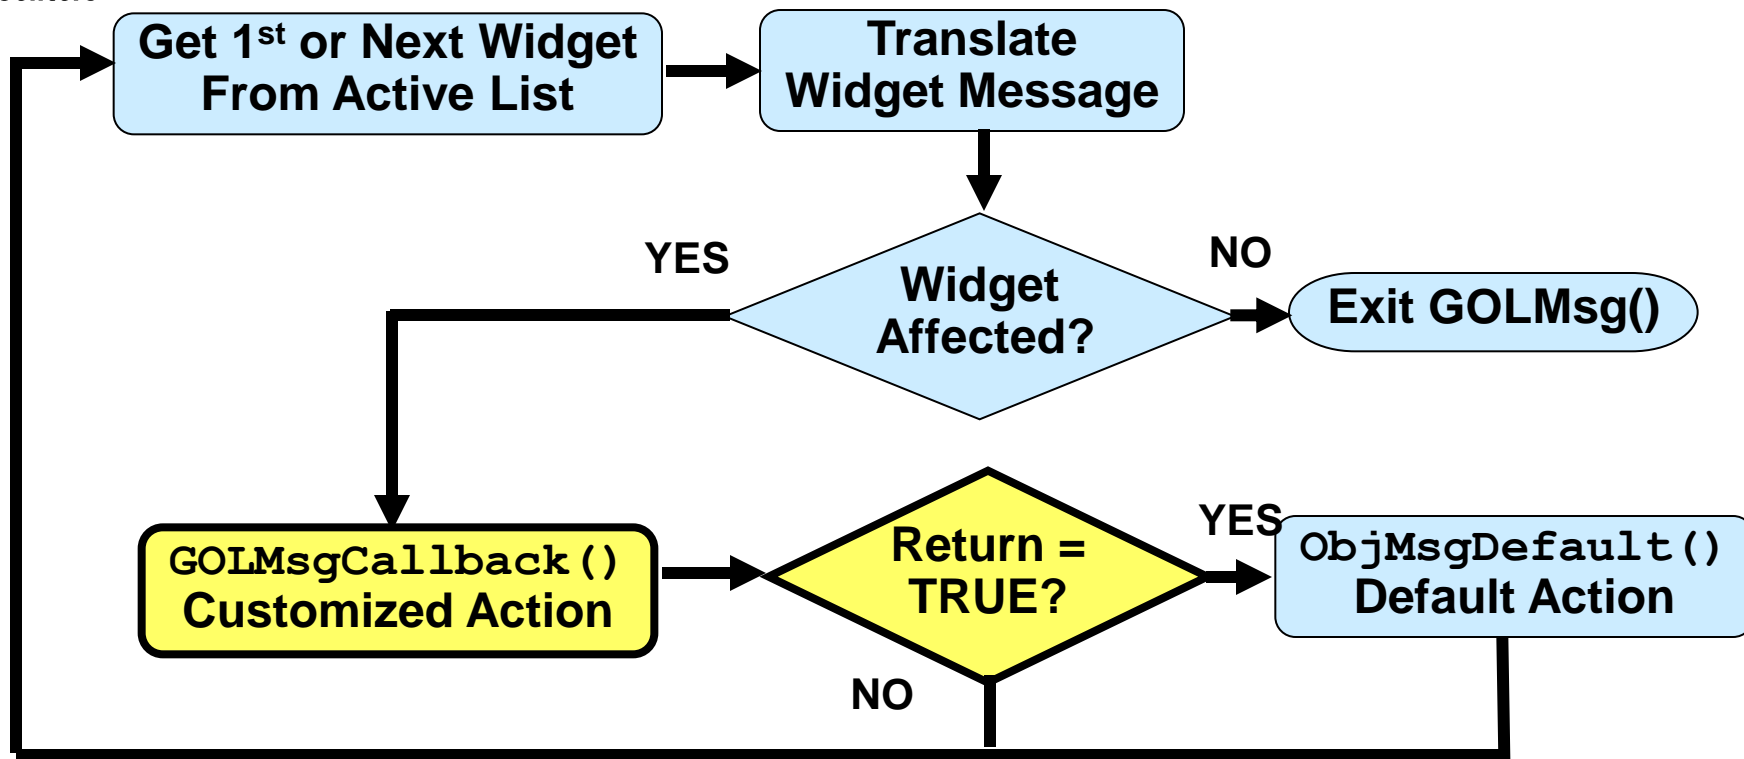 Get 1st or Next Widget
From Active List
Translate
Widget Message
YES
NO
Widget
Affected?
Exit GOLMsg()
GOLMsgCallback()
Customized Action
Return =
TRUE?
YES
ObjMsgDefault()
Default Action
NO